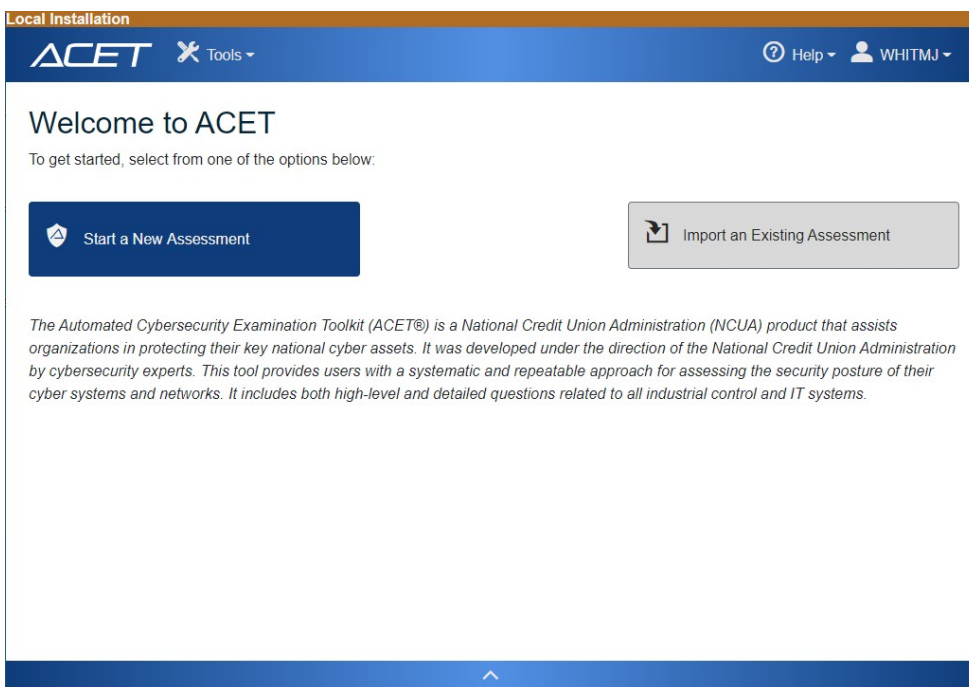 Local Installation
ACET Tools Help WHITMJ
Welcome to ACET
To get started, select from one of the options below:
Start a New Assessment Import an Existing Assessment
The Automated Cybersecurity Examination Toolkit (ACET®) is a National Credit Union Administration (NCUA) product that assists
organizations in protecting their key national cyber assets. It was developed under the direction of the National Credit Union Administration
by cybersecurity experts. This tool provides users with a systematic and repeatable approach for assessing the security posture of their
cyber systems and networks. It includes both high-level and detailed questions related to all industrial control and IT systems.